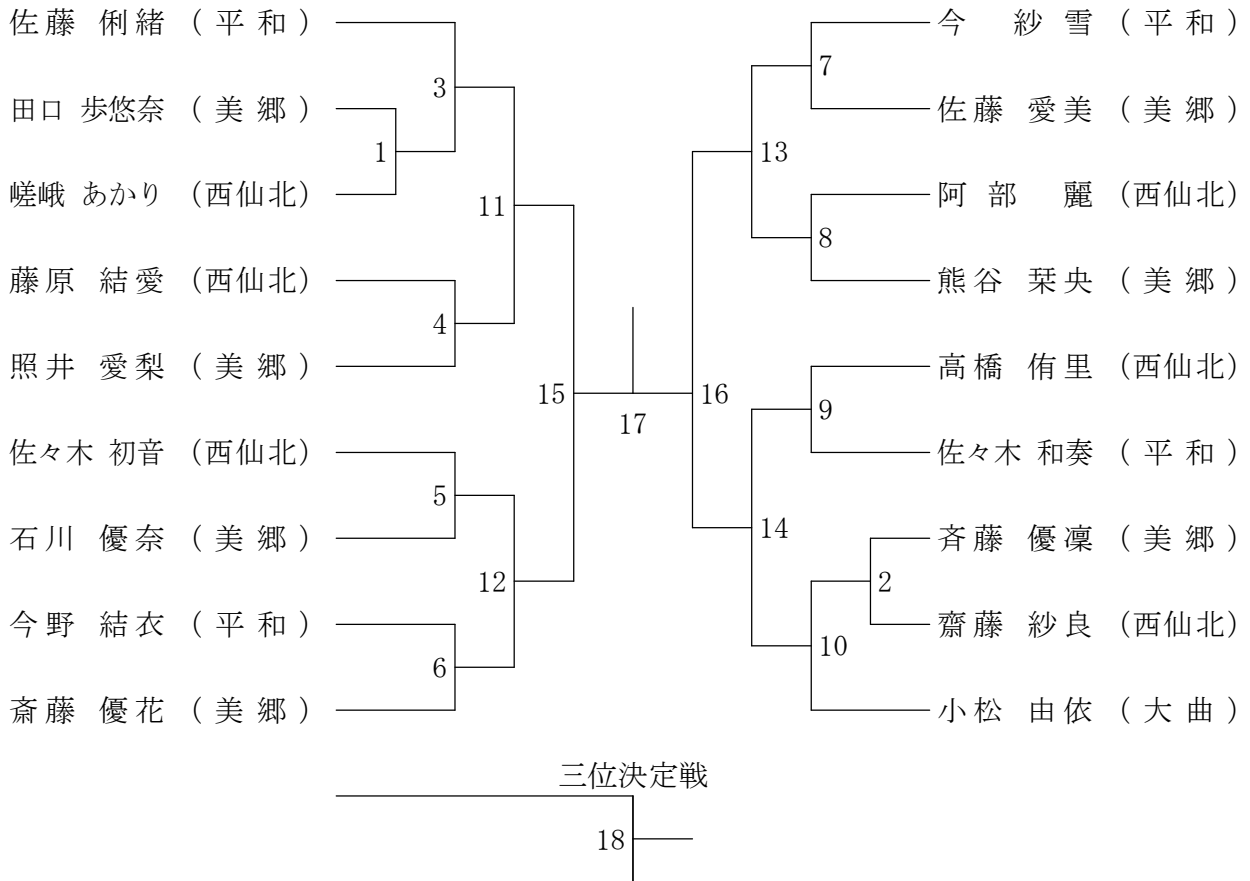 佐藤 俐緒 (平和)
3
田口 歩悠奈 (美郷)
1
嵯峨 あかり (西仙北)
11
藤原 結愛 (西仙北)
4
照井 愛梨 (美郷)
15
佐々木 初音 (西仙北)
5
石川 優奈 (美郷)
12
今野 結衣 (平和)
6
斎藤 優花 (美郷)
17
今 紗雪 (平和)
7
佐藤 愛美 (美郷)
13
阿部 麗 (西仙北)
8
熊谷 栞央 (美郷)
16
高橋 侑里 (西仙北)
9
佐々木 和奏 (平和)
14
斉藤 優凜 (美郷)
2
齋藤 紗良 (西仙北)
10
小松 由依 (大曲)
三位決定戦
18